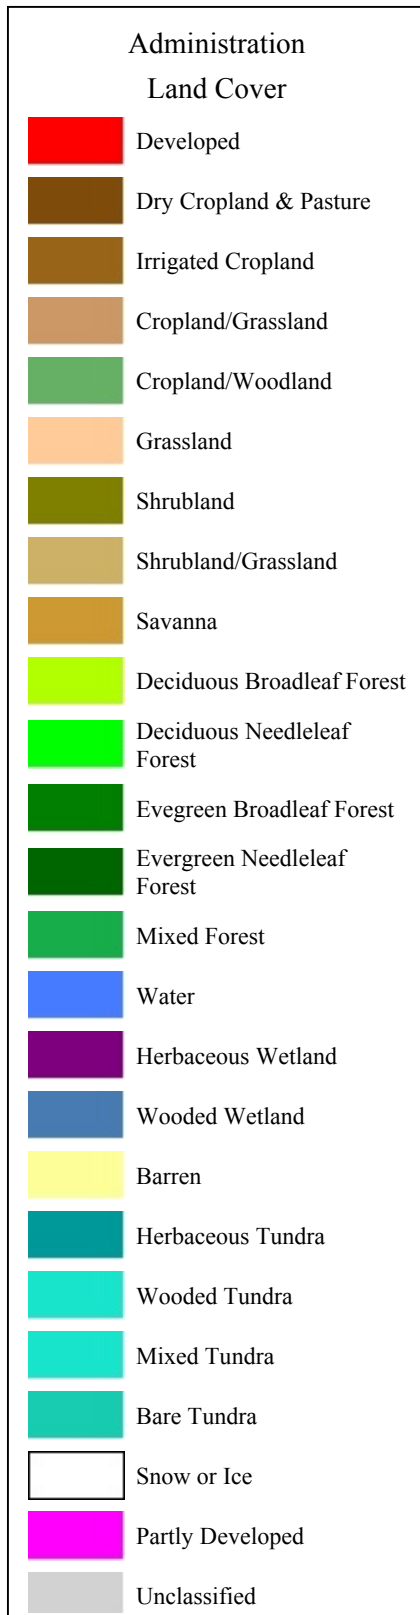 Administration
Land Cover
Developed
Dry Cropland & Pasture
Irrigated Cropland
Cropland/Grassland
Cropland/Woodland
Grassland
Shrubland
Shrubland/Grassland
Savanna
Deciduous Broadleaf Forest
Deciduous Needleleaf
Forest
Evegreen Broadleaf Forest
Evergreen Needleleaf
Forest
Mixed Forest
Water
Herbaceous Wetland
Wooded Wetland
Barren
Herbaceous Tundra
Wooded Tundra
Mixed Tundra
Bare Tundra
Snow or Ice
Partly Developed
Unclassified